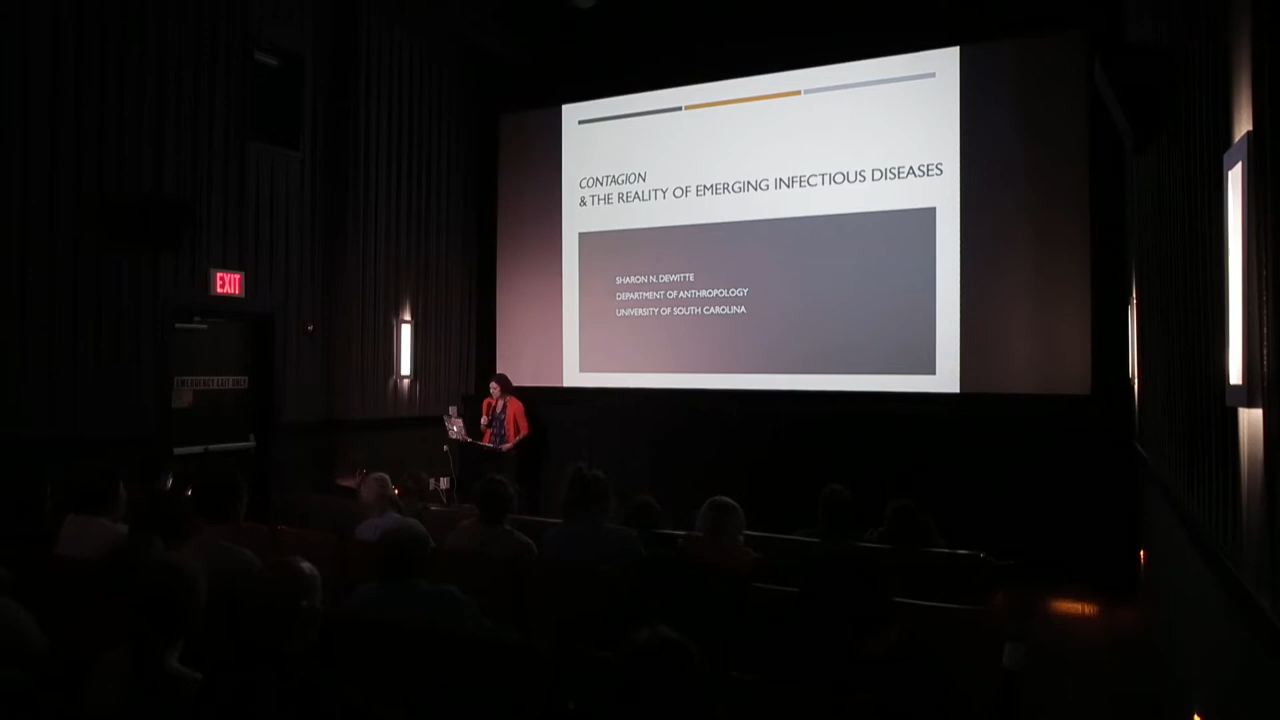 CONTAGION
& THE REALITY OF EMERGING INFECTIOUS DISEASES
SHARON N. DEWITTE
DEPARTMENT OF ANTHROPOLOGY
UNIVERSITY OF SOUTH CAROLINA
EXIT
EMERGENCY EXIT ONLY